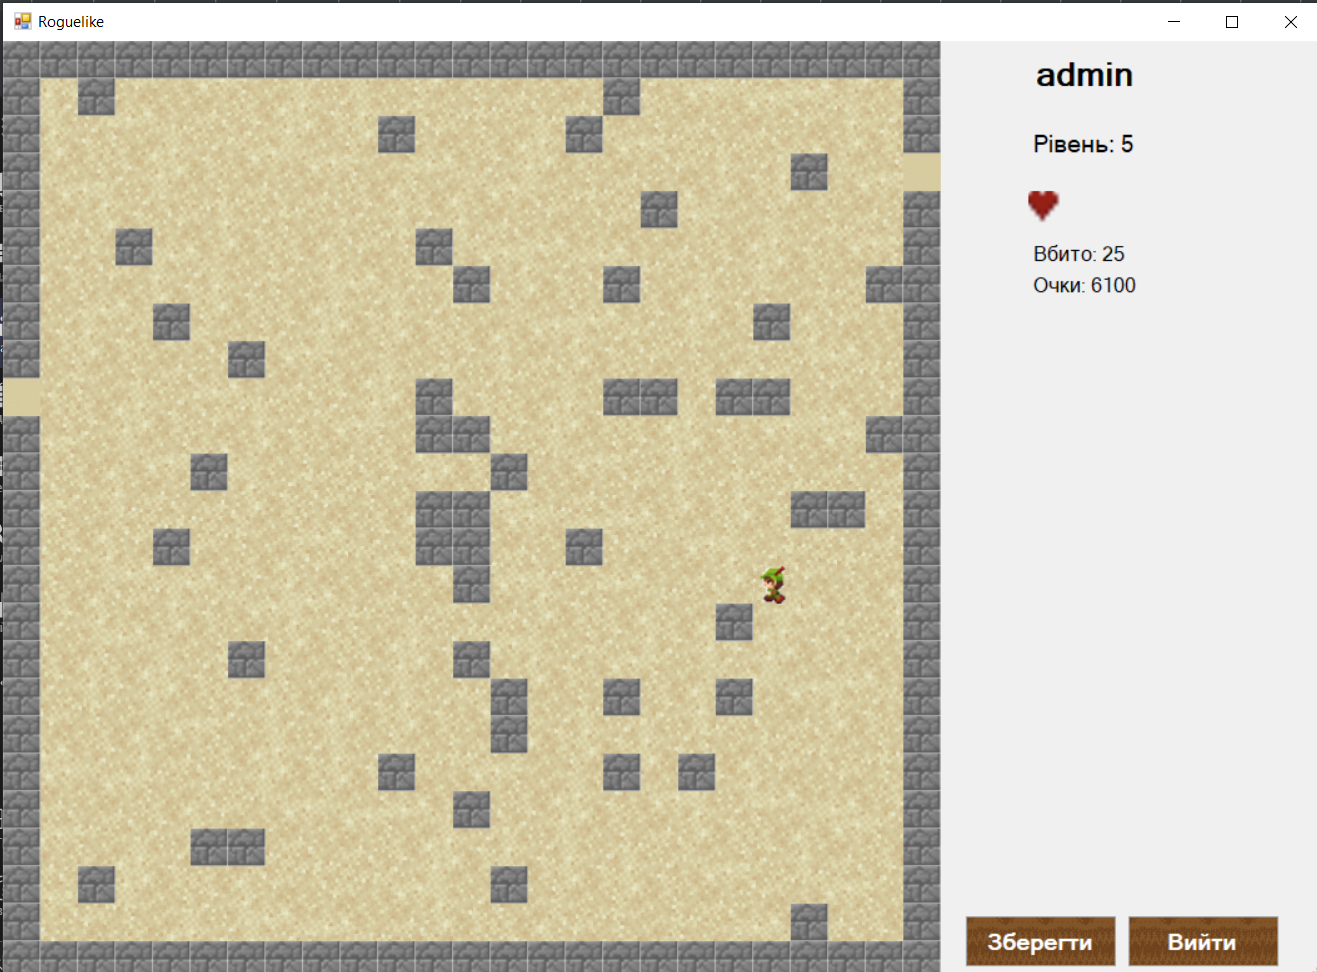 Roguelike
admin
Рівень: 5
Вбито: 25
Очки: 6100
Зберегти
Вийти